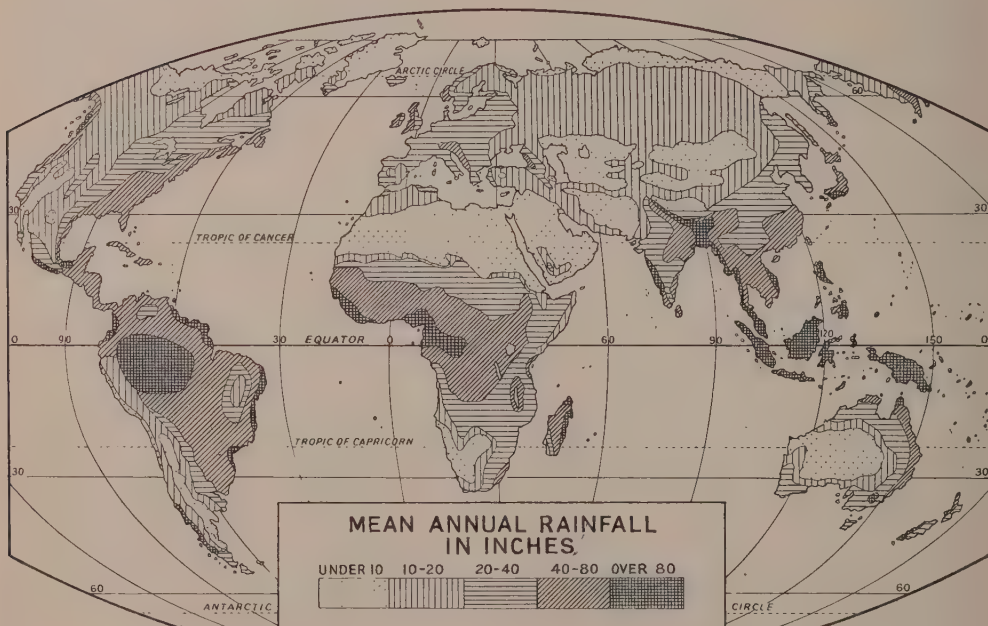 ARCTIC CIRCLE
60
30
30
TROPIC OF CANCER
EQUATOR
0 90 30 0 60 90 120 150 0
TROPIC OF CAPRICORN
30
30
MEAN ANNUAL RAINFALL
IN INCHES
UNDER 10 10-20 20-40 40-80 OVER 80
60
60
ANTARCTIC CIRCLE